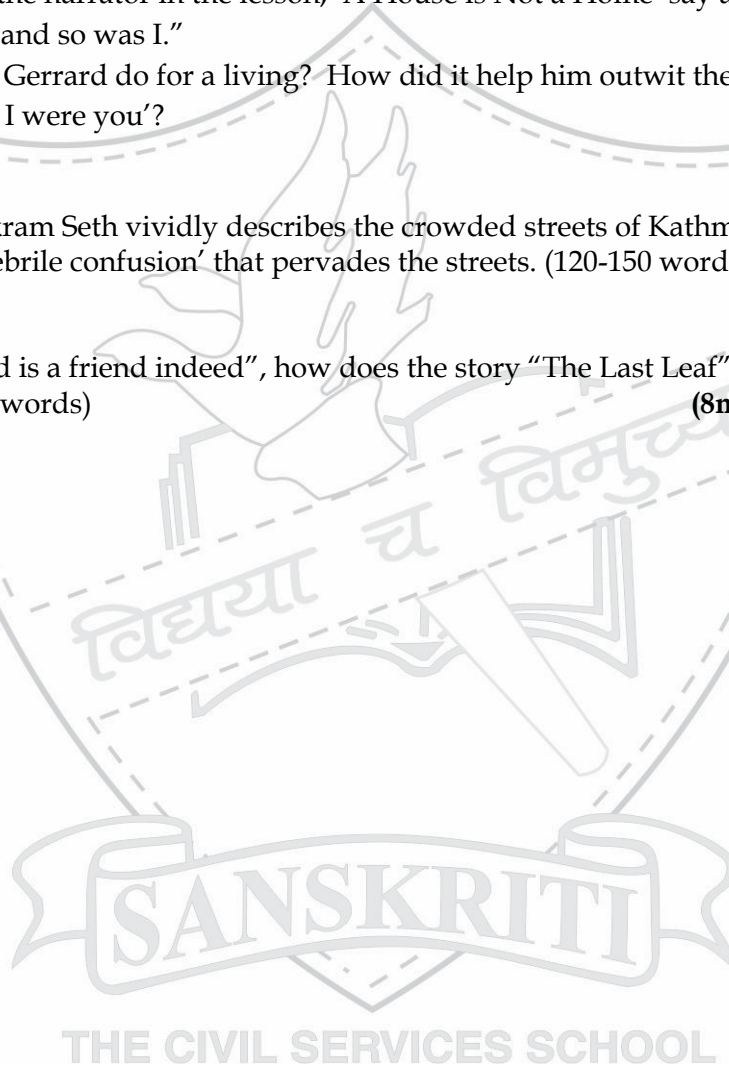 the narrator in the lesson, 'A House is Not a Home' say
and so was I.”
Gerrard do for a living? How did it help him outwit the
I were you'?
ram Seth vividly describes the crowded streets of Kathm
ebrile confusion' that pervades the streets. (120-150 word
d is a friend indeed”, how does the story “The Last Leaf”
words) (8m
विद्यया च विमुच्य
SANSKRITI
THE CIVIL SERVICES SCHOOL